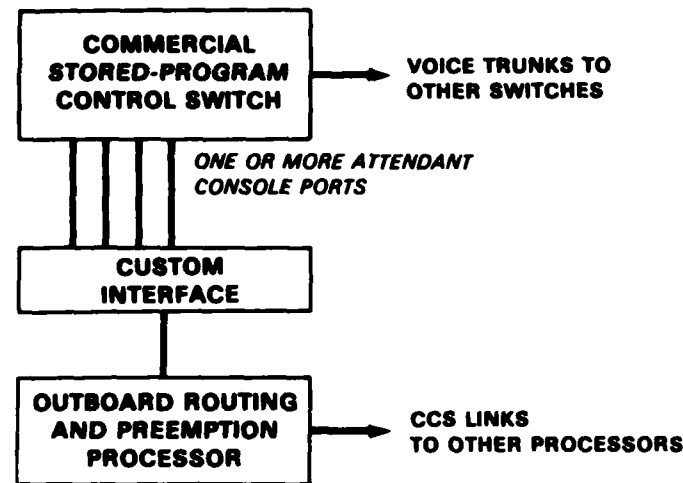 COMMERCIAL
STORED-PROGRAM
CONTROL SWITCH
VOICE TRUNKS TO
OTHER SWITCHES
ONE OR MORE ATTENDANT
CONSOLE PORTS
CUSTOM
INTERFACE
OUTBOARD ROUTING
AND PREEMPTION
PROCESSOR
CCS LINKS
TO OTHER PROCESSORS